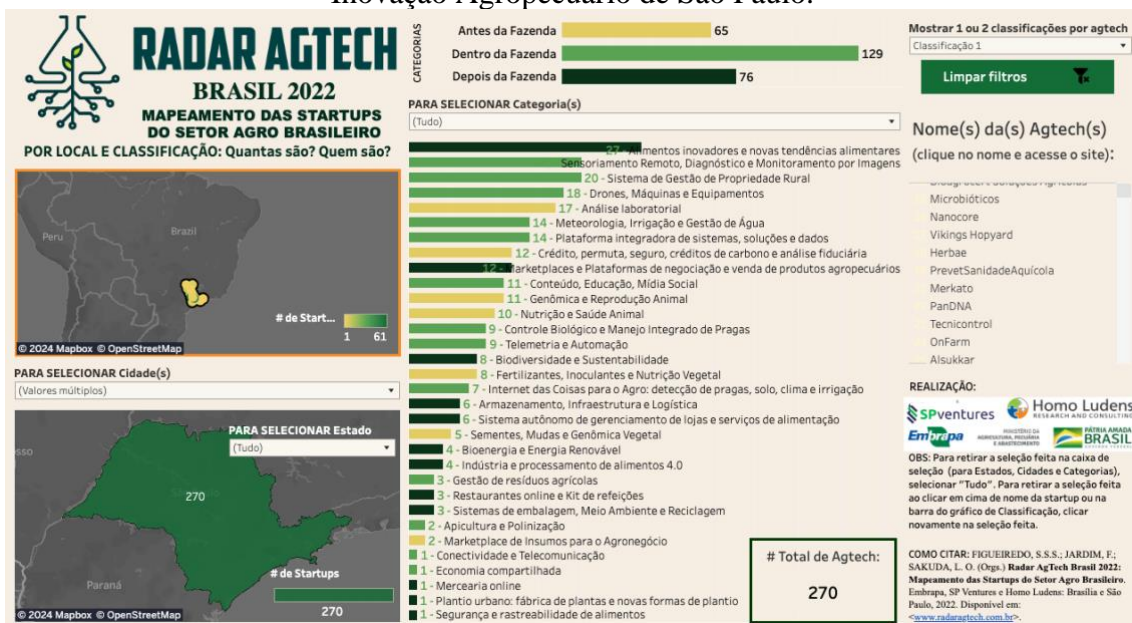 Inovação Agropecuário de São Paulo.
RADAR AGTECH
BRASIL 2022
MAPEAMENTO DAS STARTUPS
DO SETOR AGRO BRASILEIRO
POR LOCAL E CLASSIFICAÇÃO: Quantas são? Quem são?
Peru
Brazil
# de Start...
1 61
© 2024 Mapbox © OpenStreetMap
PARA SELECIONAR Cidade(s)
(Valores múltiplos)
PARA SELECIONAR Estado
(Tudo)
270
Paraná
# de Startups
270
© 2024 Mapbox © OpenStreetMap
CATEGORIAS
Antes da Fazenda 65
Dentro da Fazenda 129
Depois da Fazenda 76
PARA SELECIONAR Categoria(s)
(Tudo)
27 - Alimentos inovadores e novas tendências alimentares
Sensoriamento Remoto, Diagnóstico e Monitoramento por Imagens
20 - Sistema de Gestão de Propriedade Rural
18 - Drones, Máquinas e Equipamentos
17 - Análise laboratorial
14 - Meteorologia, Irrigação e Gestão de Água
14 - Plataforma integradora de sistemas, soluções e dados
12 - Crédito, permuta, seguro, créditos de carbono e análise fiduciária
12 - Marketplaces e Plataformas de negociação e venda de produtos agropecuários
11 - Conteúdo, Educação, Mídia Social
11 - Genômica e Reprodução Animal
10 - Nutrição e Saúde Animal
9 - Controle Biológico e Manejo Integrado de Pragas
9 - Telemetria e Automação
8 - Biodiversidade e Sustentabilidade
8 - Fertilizantes, Inoculantes e Nutrição Vegetal
7 - Internet das Coisas para o Agro: detecção de pragas, solo, clima e irrigação
6 - Armazenamento, Infraestrutura e Logística
6 - Sistema autônomo de gerenciamento de lojas e serviços de alimentação
5 - Sementes, Mudas e Genômica Vegetal
4 - Bioenergia e Energia Renovável
4 - Indústria e processamento de alimentos 4.0
3 - Gestão de resíduos agrícolas
3 - Restaurantes online e Kit de refeições
3 - Sistemas de embalagem, Meio Ambiente e Reciclagem
2 - Apicultura e Polinização
2 - Marketplace de Insumos para o Agronegócio
1 - Conectividade e Telecomunicação
1 - Economia compartilhada
1 - Mercearia online
1 - Plantio urbano: fábrica de plantas e novas formas de plantio
1 - Segurança e rastreabilidade de alimentos
# Total de Agtech:
270
Mostrar 1 ou 2 classificações por agtech
Classificação 1
Limpar filtros
Nome(s) da(s) Agtech(s)
(clique no nome e acesse o site):
Microbióticos
Nanocore
Vikings Hopyard
Herbae
PrevetSanidadeAquícola
Merkato
PanDNA
Tecnicontrol
OnFarm
Alsukkar
REALIZAÇÃO:
SPventures
Homo Ludens
RESEARCH AND CONSULTING
Embrapa
MINISTÉRIO DA
AGRICULTURA, PECUÁRIA
E ABASTECIMENTO
PÁTRIA AMADA
BRASIL
OBS: Para retirar a seleção feita na caixa de
seleção (para Estados, Cidades e Categorias),
selecionar "Tudo". Para retirar a seleção feita
ao clicar em cima de nome da startup ou na
barra do gráfico de Classificação, clicar
novamente na seleção feita.
COMO CITAR: FIGUEIREDO, S.S.S.; JARDIM, F.;
SAKUDA, L. O. (Orgs.) Radar AgTech Brasil 2022:
Mapeamento das Startups do Setor Agro Brasileiro.
Embrapa, SP Ventures e Homo Ludens: Brasília e São
Paulo, 2022. Disponível em:
<www.radaragtech.com.br>.